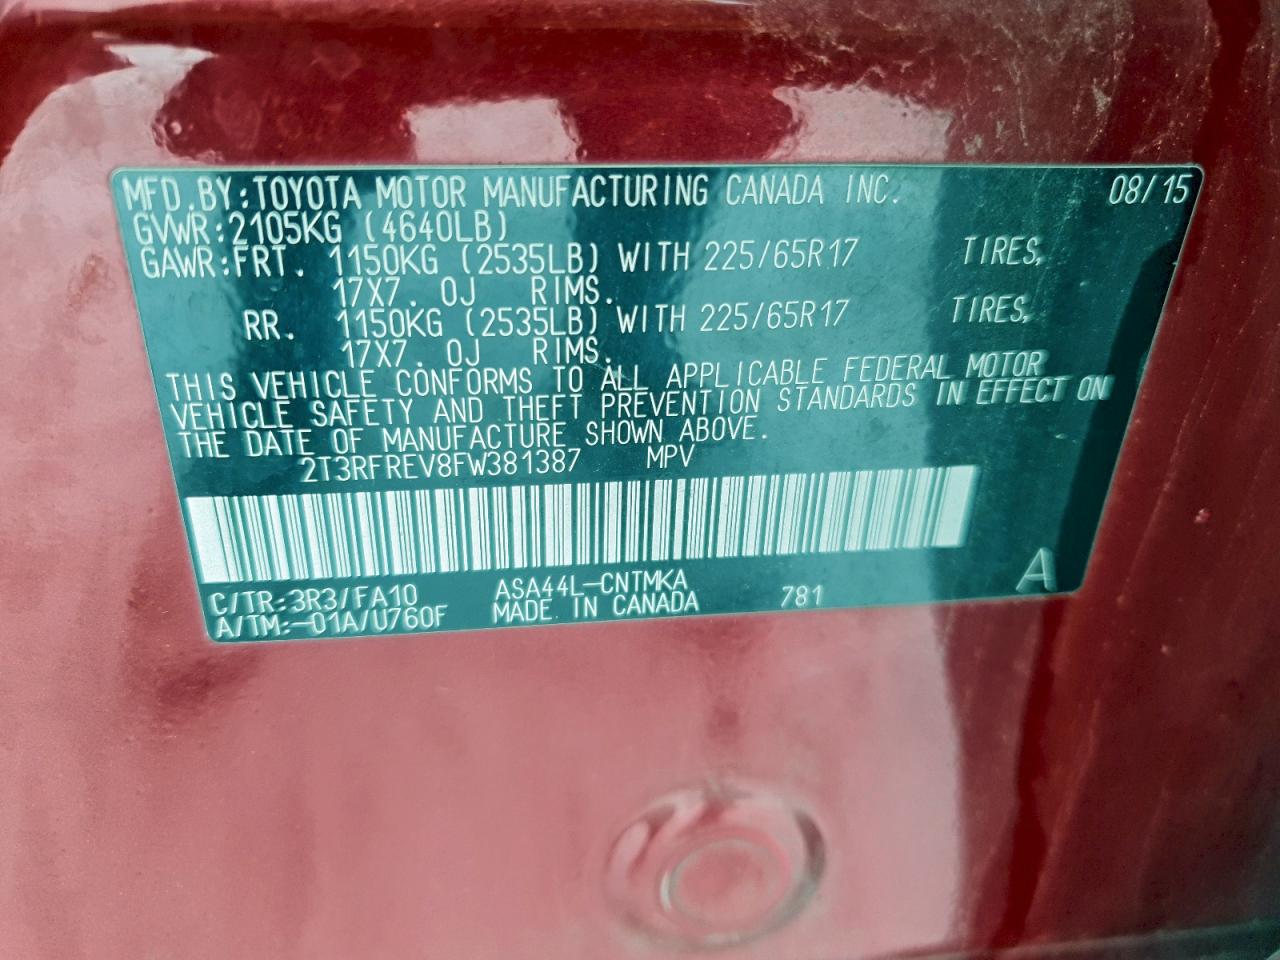 MFD.BY:TOYOTA MOTOR MANUFACTURING CANADA INC. 08/15
GVWR:2105KG (4640LB)
GAWR:FRT. 1150KG (2535LB) WITH 225/65R17 TIRES,
17X7.0J RIMS.
RR. 1150KG (2535LB) WITH 225/65R17 TIRES,
17X7.0J RIMS.
THIS VEHICLE CONFORMS TO ALL APPLICABLE FEDERAL MOTOR
VEHICLE SAFETY AND THEFT PREVENTION STANDARDS IN EFFECT ON
THE DATE OF MANUFACTURE SHOWN ABOVE.
2T3RFREV8FW381387 MPV
C/TR:3R3/FA10 ASA44L-CNTMKA 781 A
A/TM:-01A/U760F MADE IN CANADA